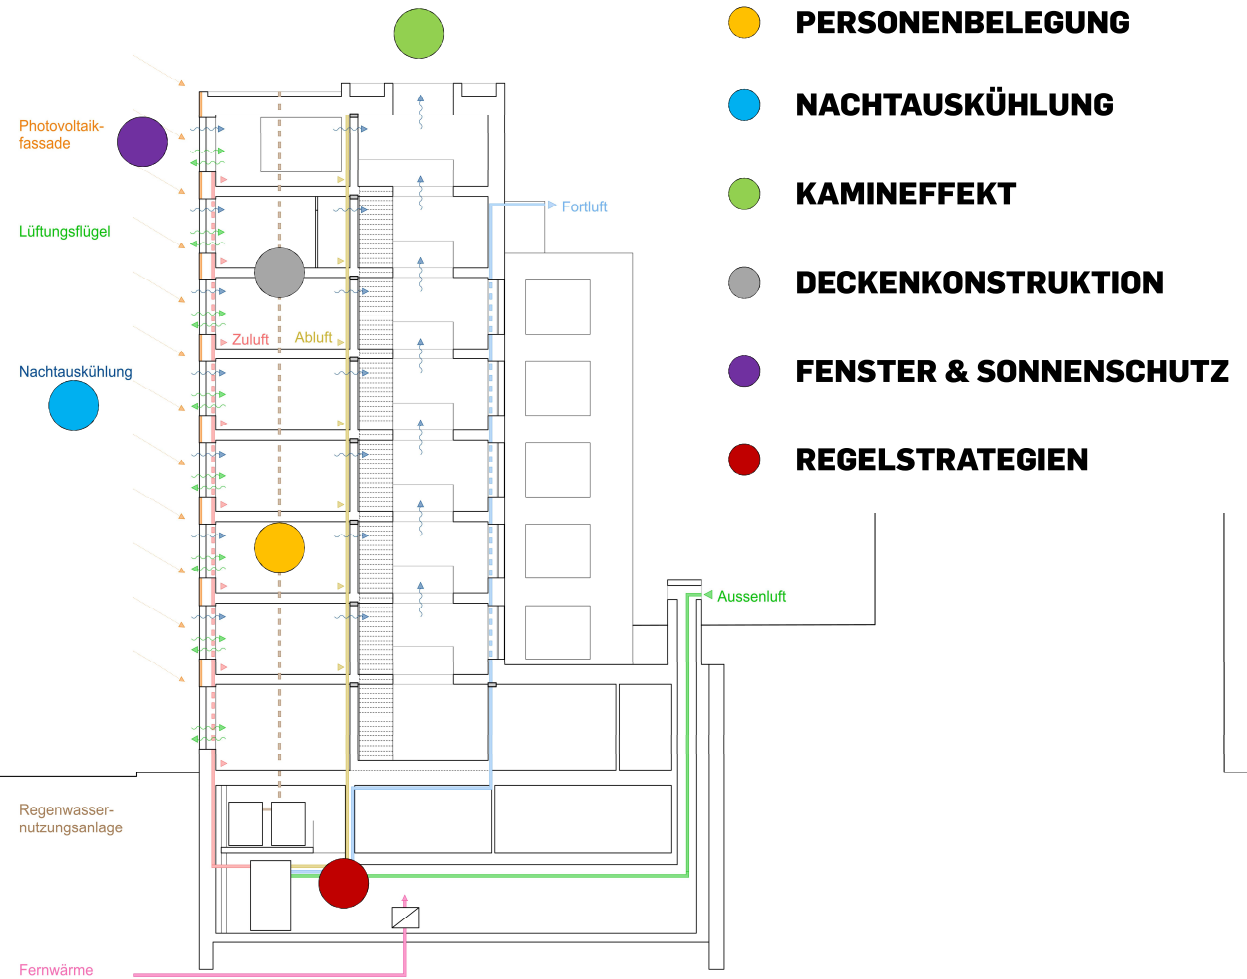 PERSONENBELEGUNG
NACHTAUSKÜHLUNG
KAMINEFFEKT
DECKENKONSTRUKTION
FENSTER & SONNENSCHUTZ
REGELSTRATEGIEN
Photovoltaik-
fassade
Lüftungsflügel
Fortluft
Zuluft
Abluft
Nachtauskühlung
Aussenluft
Regenwasser-
nutzungsanlage
Fernwärme